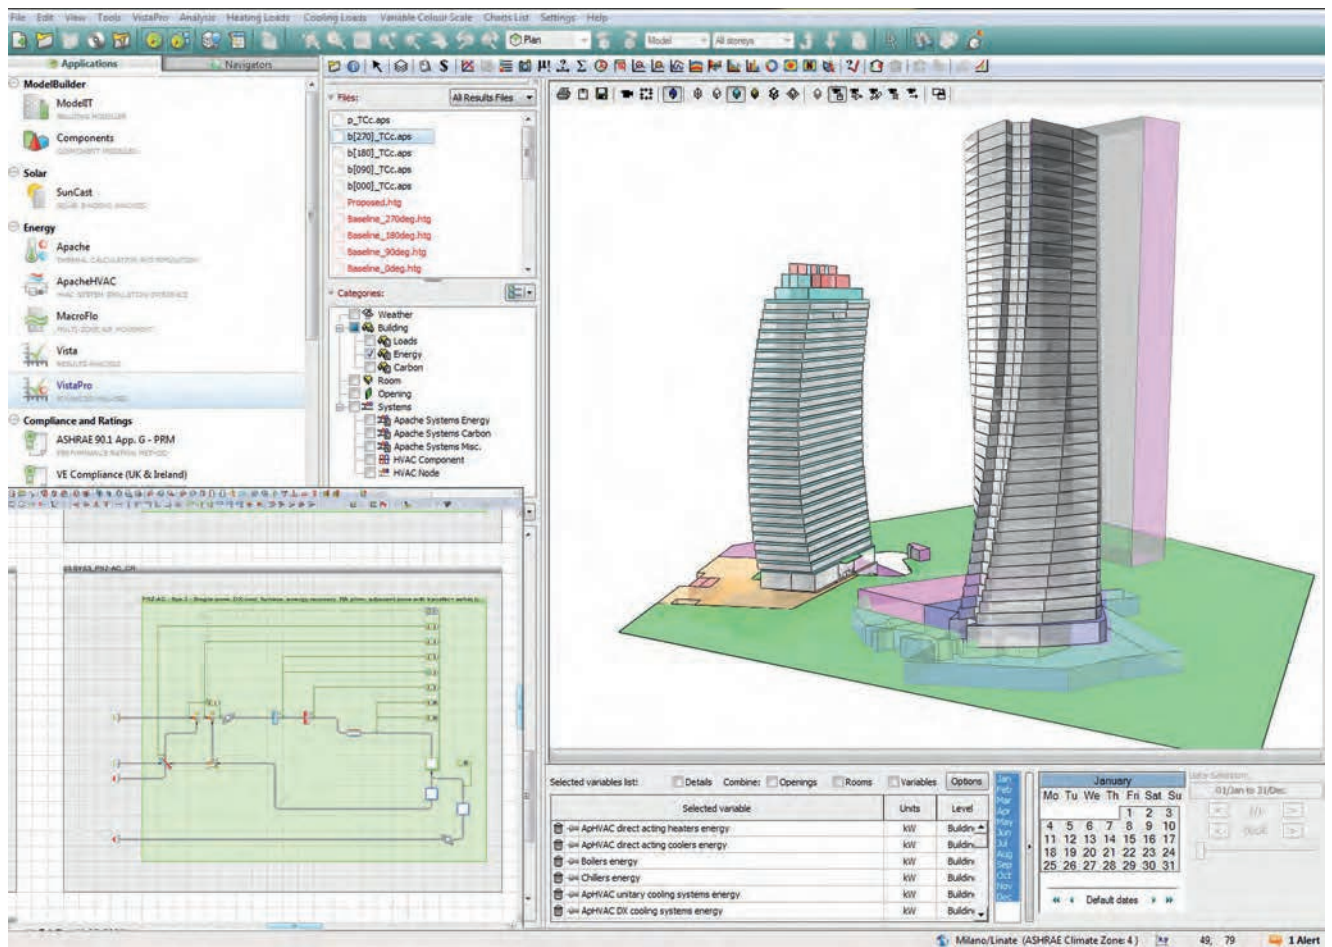 File Edit View Tools VistaPro Analysis Heating Loads Cooling Loads Variable Colour Scale Charts List Settings Help
Plan Model All storeys
Applications Navigators
ModelBuilder
ModelIT
Components
Solar
SunCast
Energy
Apache
ApacheHVAC
MacroFlo
Vista
VistaPro
Compliance and Ratings
ASHRAE 90.1 App. G - PRM
VE Compliance (UK & Ireland)
Files: All Results Files
p_TCc.aps
b[270]_TCc.aps
b[180]_TCc.aps
b[090]_TCc.aps
b[000]_TCc.aps
Proposed.htg
Baseline_270deg.htg
Baseline_180deg.htg
Baseline_90deg.htg
Baseline_0deg.htg
Categories:
Weather
Building
Loads
Energy
Carbon
Room
Opening
Systems
Apache Systems Energy
Apache Systems Carbon
Apache Systems Misc.
HVAC Component
HVAC Node
Selected variables list: Details Combine: Openings Rooms Variables Options
Selected variable Units Level
ApHVAC direct acting heaters energy kW Buildin
ApHVAC direct acting coolers energy kW Buildin
Boilers energy kW Buildin
Chillers energy kW Buildin
ApHVAC unitary cooling systems energy kW Buildin
ApHVAC DX cooling systems energy kW Buildin
Jan
Feb
Mar
Apr
May
Jun
Jul
Aug
Sep
Oct
Nov
Dec
January
Mo Tu We Th Fri Sat Su
1 2 3
4 5 6 7 8 9 10
11 12 13 14 15 16 17
18 19 20 21 22 23 24
25 26 27 28 29 30 31
Default dates
01/Jan to 31/Dec
Milano/Linate (ASHRAE Climate Zone: 4) 49, 79 1 Alert